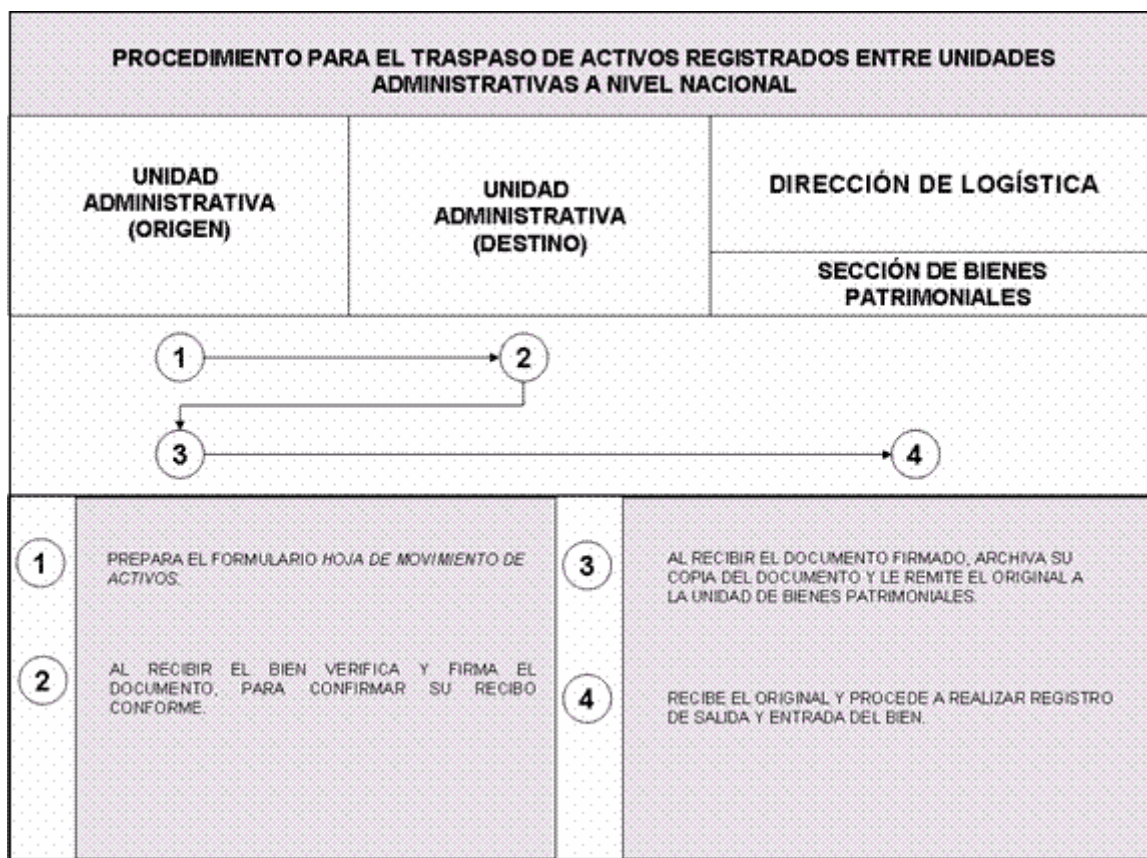 PROCEDIMIENTO PARA EL TRASPASO DE ACTIVOS REGISTRADOS ENTRE UNIDADES
ADMINISTRATIVAS A NIVEL NACIONAL
UNIDAD
ADMINISTRATIVA
(ORIGEN)
UNIDAD
ADMINISTRATIVA
(DESTINO)
DIRECCIÓN DE LOGÍSTICA
SECCIÓN DE BIENES
PATRIMONIALES
1
2
3
4
1
PREPARA EL FORMULARIO HOJA DE MOVIMIENTO DE
ACTIVOS.
2
AL RECIBIR EL BIEN VERIFICA Y FIRMA EL
DOCUMENTO, PARA CONFIRMAR SU RECIBO
CONFORME.
3
AL RECIBIR EL DOCUMENTO FIRMADO, ARCHIVA SU
COPIA DEL DOCUMENTO Y LE REMITE EL ORIGINAL A
LA UNIDAD DE BIENES PATRIMONIALES.
4
RECIBE EL ORIGINAL Y PROCEDE A REALIZAR REGISTRO
DE SALIDA Y ENTRADA DEL BIEN.